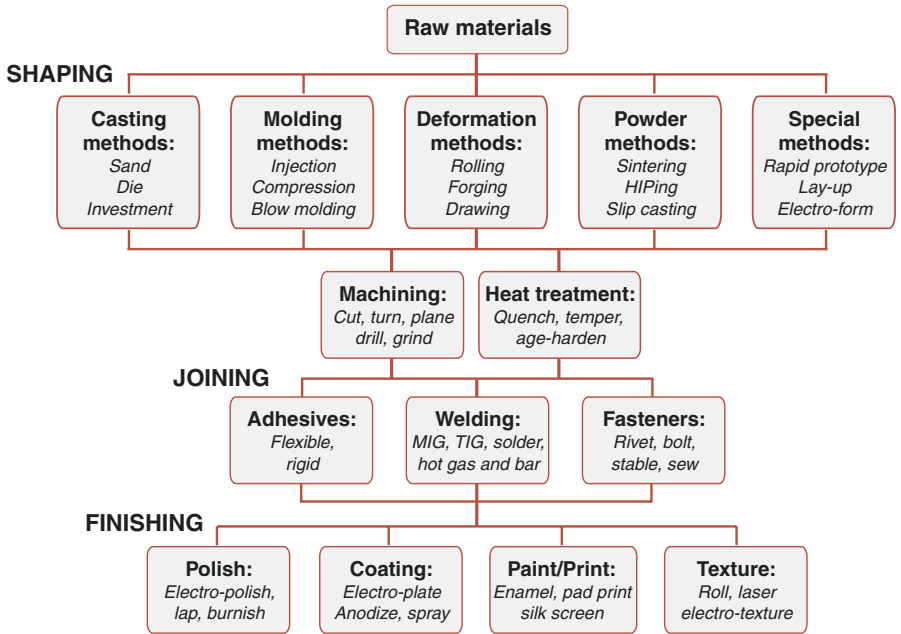 Raw materials
SHAPING
Casting
methods:
Sand
Die
Investment
Molding
methods:
Injection
Compression
Blow molding
Deformation
methods:
Rolling
Forging
Drawing
Powder
methods:
Sintering
HIPing
Slip casting
Special
methods:
Rapid prototype
Lay-up
Electro-form
Machining:
Cut, turn, plane
drill, grind
Heat treatment:
Quench, temper,
age-harden
JOINING
Adhesives:
Flexible,
rigid
Welding:
MIG, TIG, solder,
hot gas and bar
Fasteners:
Rivet, bolt,
stable, sew
FINISHING
Polish:
Electro-polish,
lap, burnish
Coating:
Electro-plate
Anodize, spray
Paint/Print:
Enamel, pad print
silk screen
Texture:
Roll, laser
electro-texture